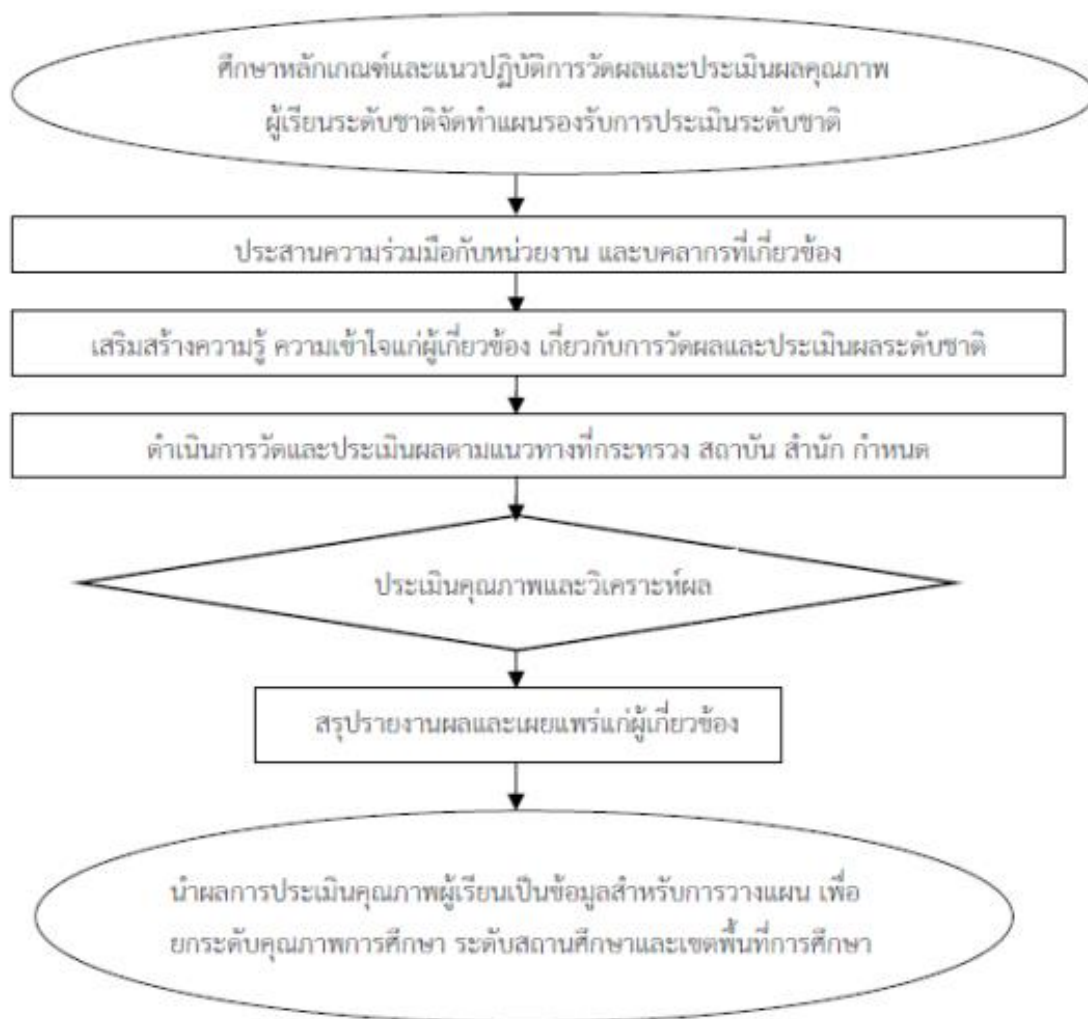 ศึกษาหลักเกณฑ์และแนวปฏิบัติการวัดผลและประเมินผลคุณภาพ
ผู้เรียนระดับชาติจัดทำแผนรองรับการประเมินระดับชาติ
ประสานความร่วมมือกับหน่วยงาน และบคลากรที่เกี่ยวข้อง
เสริมสร้างความรู้ ความเข้าใจแก่ผู้เกี่ยวข้อง เกี่ยวกับการวัดผลและประเมินผลระดับชาติ
ดำเนินการวัดและประเมินผลตามแนวทางที่กระทรวง สถาบัน สำนัก กำหนด
ประเมินคุณภาพและวิเคราะห์ผล
สรุปรายงานผลและเผยแพร่แก่ผู้เกี่ยวข้อง
นำผลการประเมินคุณภาพผู้เรียนเป็นข้อมูลสำหรับการวางแผน เพื่อ
ยกระดับคุณภาพการศึกษา ระดับสถานศึกษาและเขตพื้นที่การศึกษา